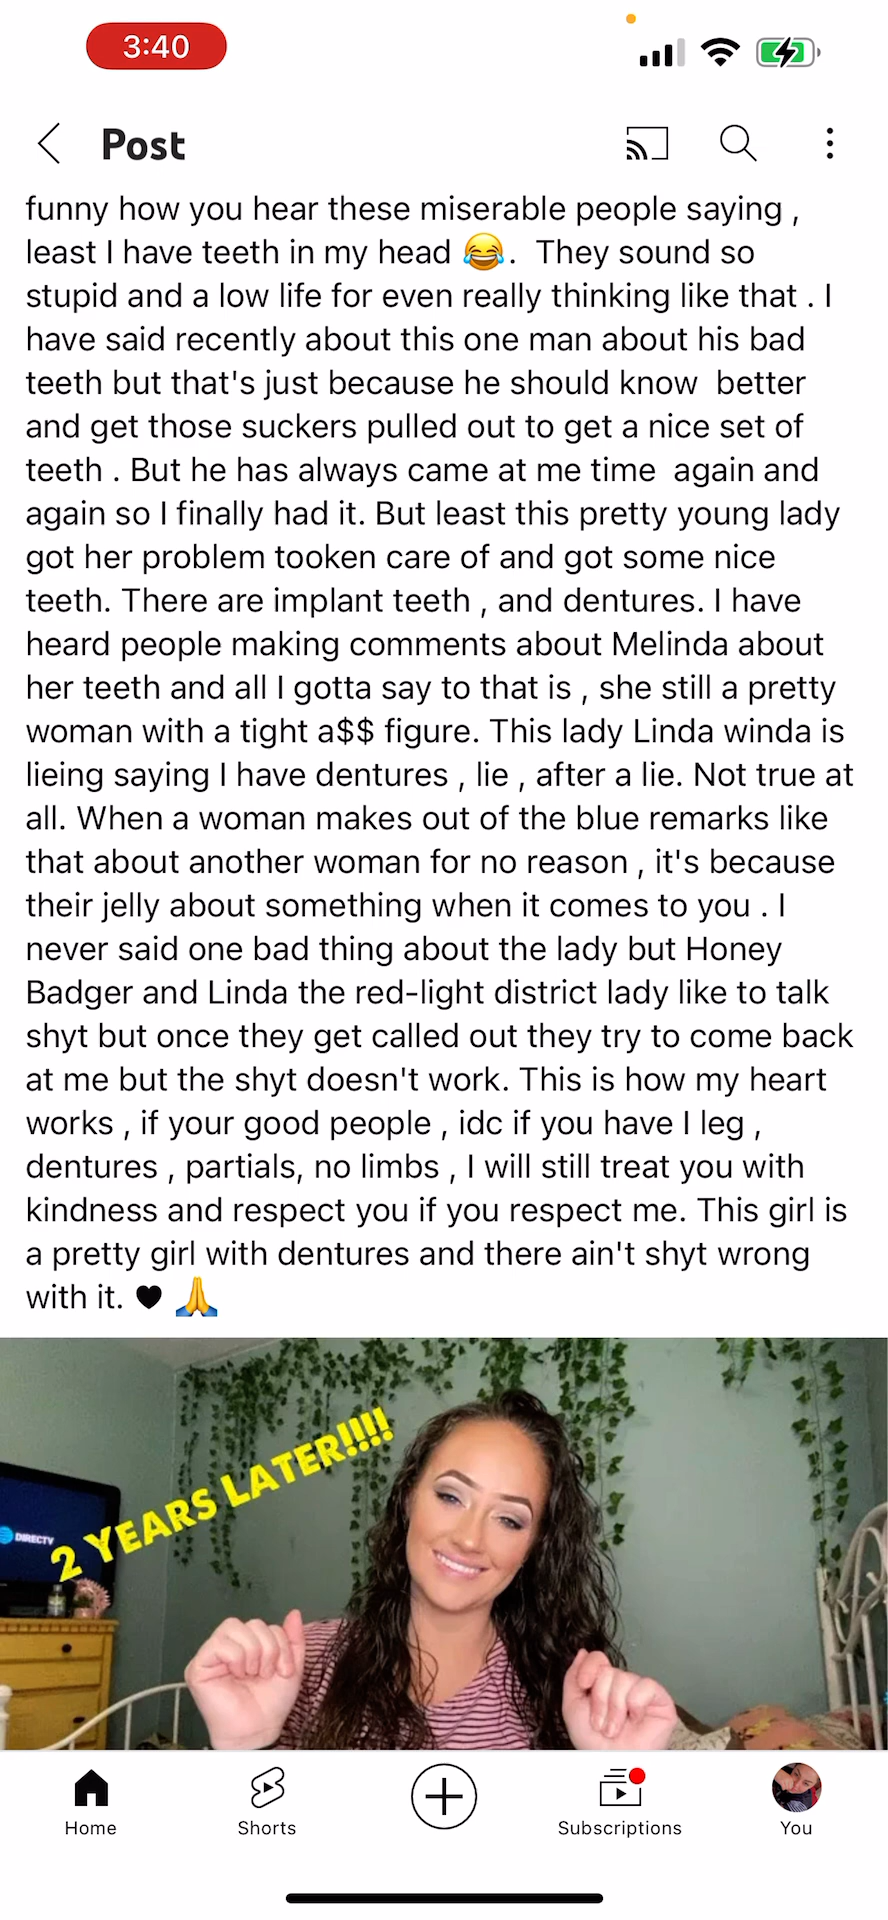 3:40
Post
funny how you hear these miserable people saying ,
least I have teeth in my head 😂.  They sound so
stupid and a low life for even really thinking like that . I
have said recently about this one man about his bad
teeth but that's just because he should know  better
and get those suckers pulled out to get a nice set of
teeth . But he has always came at me time  again and
again so I finally had it. But least this pretty young lady
got her problem tooken care of and got some nice
teeth. There are implant teeth , and dentures. I have
heard people making comments about Melinda about
her teeth and all I gotta say to that is , she still a pretty
woman with a tight a$$ figure. This lady Linda winda is
lieing saying I have dentures , lie , after a lie. Not true at
all. When a woman makes out of the blue remarks like
that about another woman for no reason , it's because
their jelly about something when it comes to you . I
never said one bad thing about the lady but Honey
Badger and Linda the red-light district lady like to talk
shyt but once they get called out they try to come back
at me but the shyt doesn't work. This is how my heart
works , if your good people , idc if you have I leg ,
dentures , partials, no limbs , I will still treat you with
kindness and respect you if you respect me. This girl is
a pretty girl with dentures and there ain't shyt wrong
with it. 🖤 🙏
2 YEARS LATER!!!!
DIRECTV
Home
Shorts
Subscriptions
You